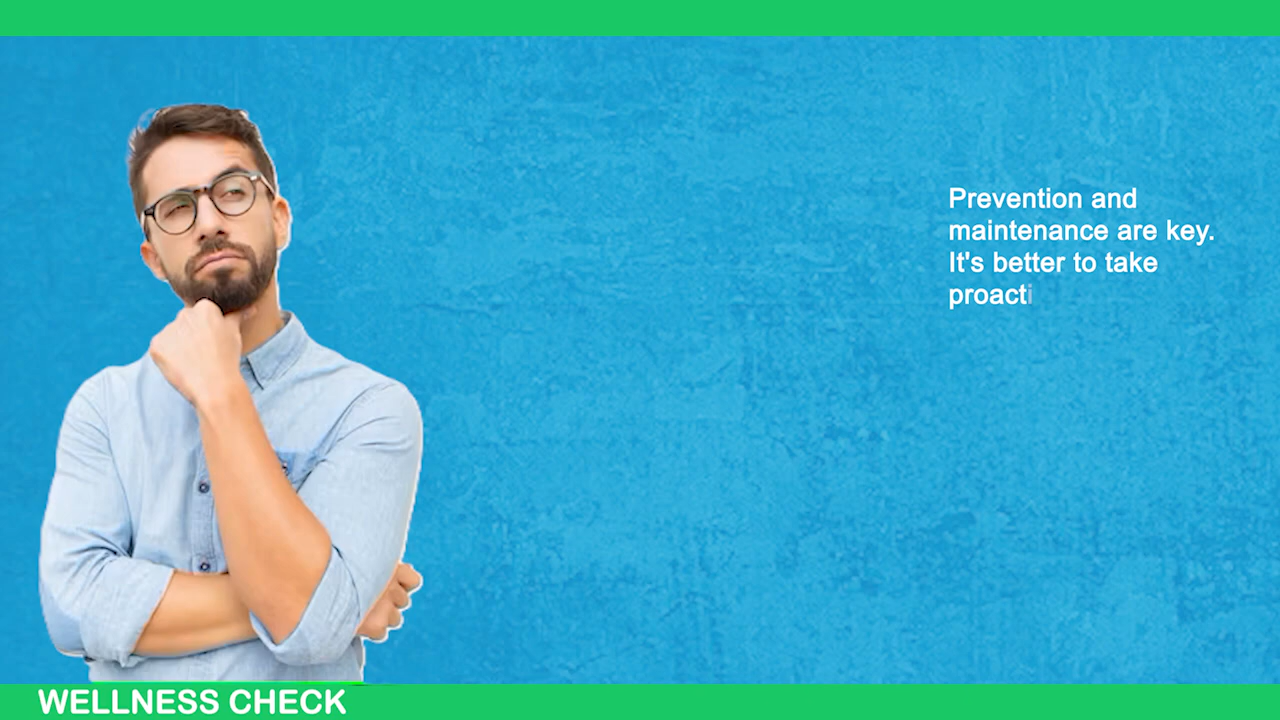 Prevention and
maintenance are key.
It's better to take
proacti
WELLNESS CHECK